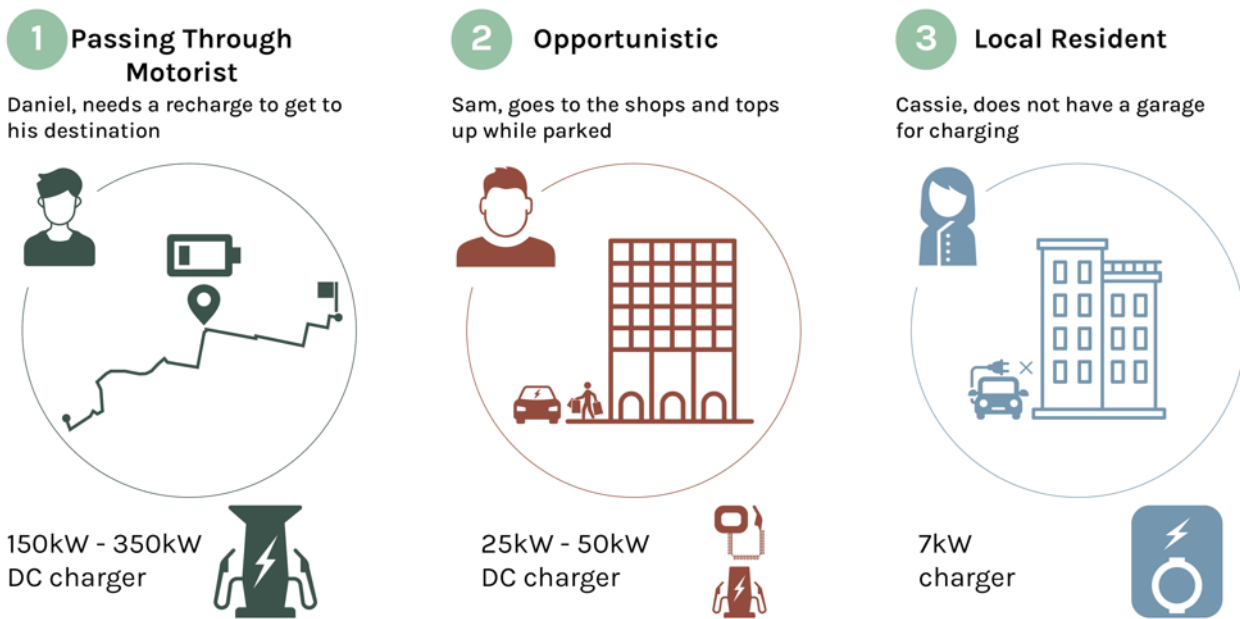 1
Passing Through
Motorist
Daniel, needs a recharge to get to
his destination
150kW - 350kW
DC charger
2
Opportunistic
Sam, goes to the shops and tops
up while parked
25kW - 50kW
DC charger
3
Local Resident
Cassie, does not have a garage
for charging
7kW
charger